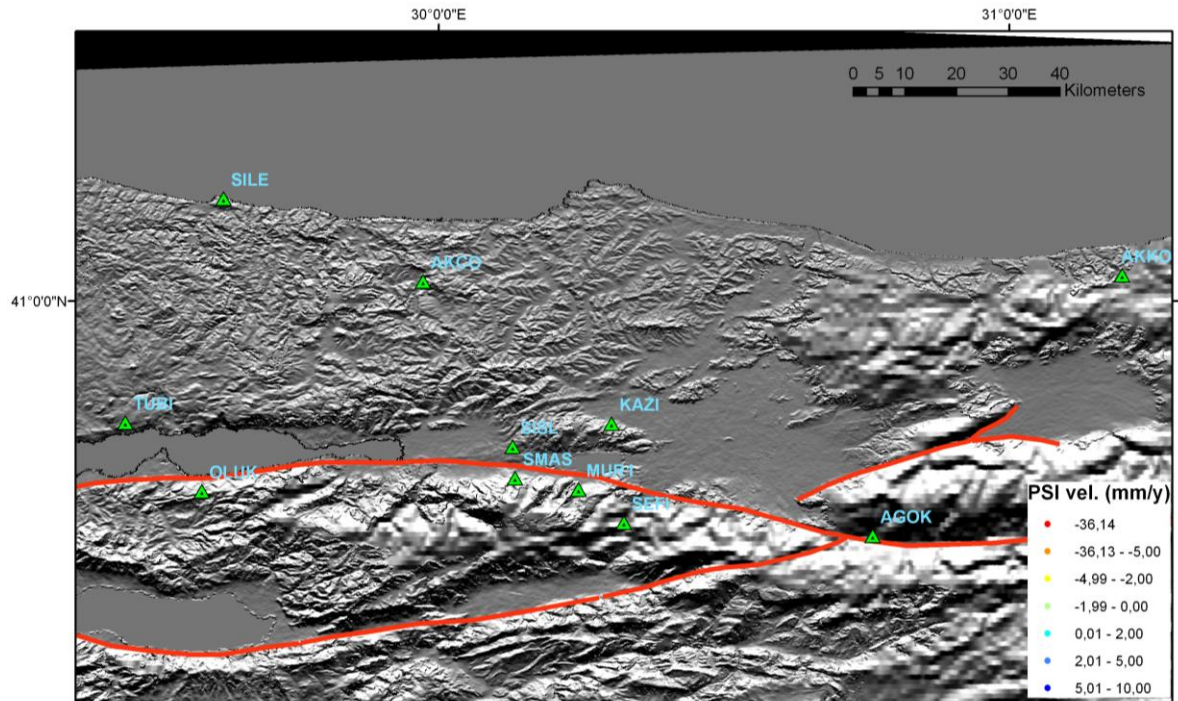 30°0'0"E 31°0'0"E
0 5 10 20 30 40
Kilometers
SILE
AKCO
AKKO
41°0'0"N
TUBI
KAZI
SISL
SMAS
OLUK
MUR1
SEFI
AGOK
PSI vel. (mm/y)
-36,14
-36,13 - -5,00
-4,99 - -2,00
-1,99 - 0,00
0,01 - 2,00
2,01 - 5,00
5,01 - 10,00